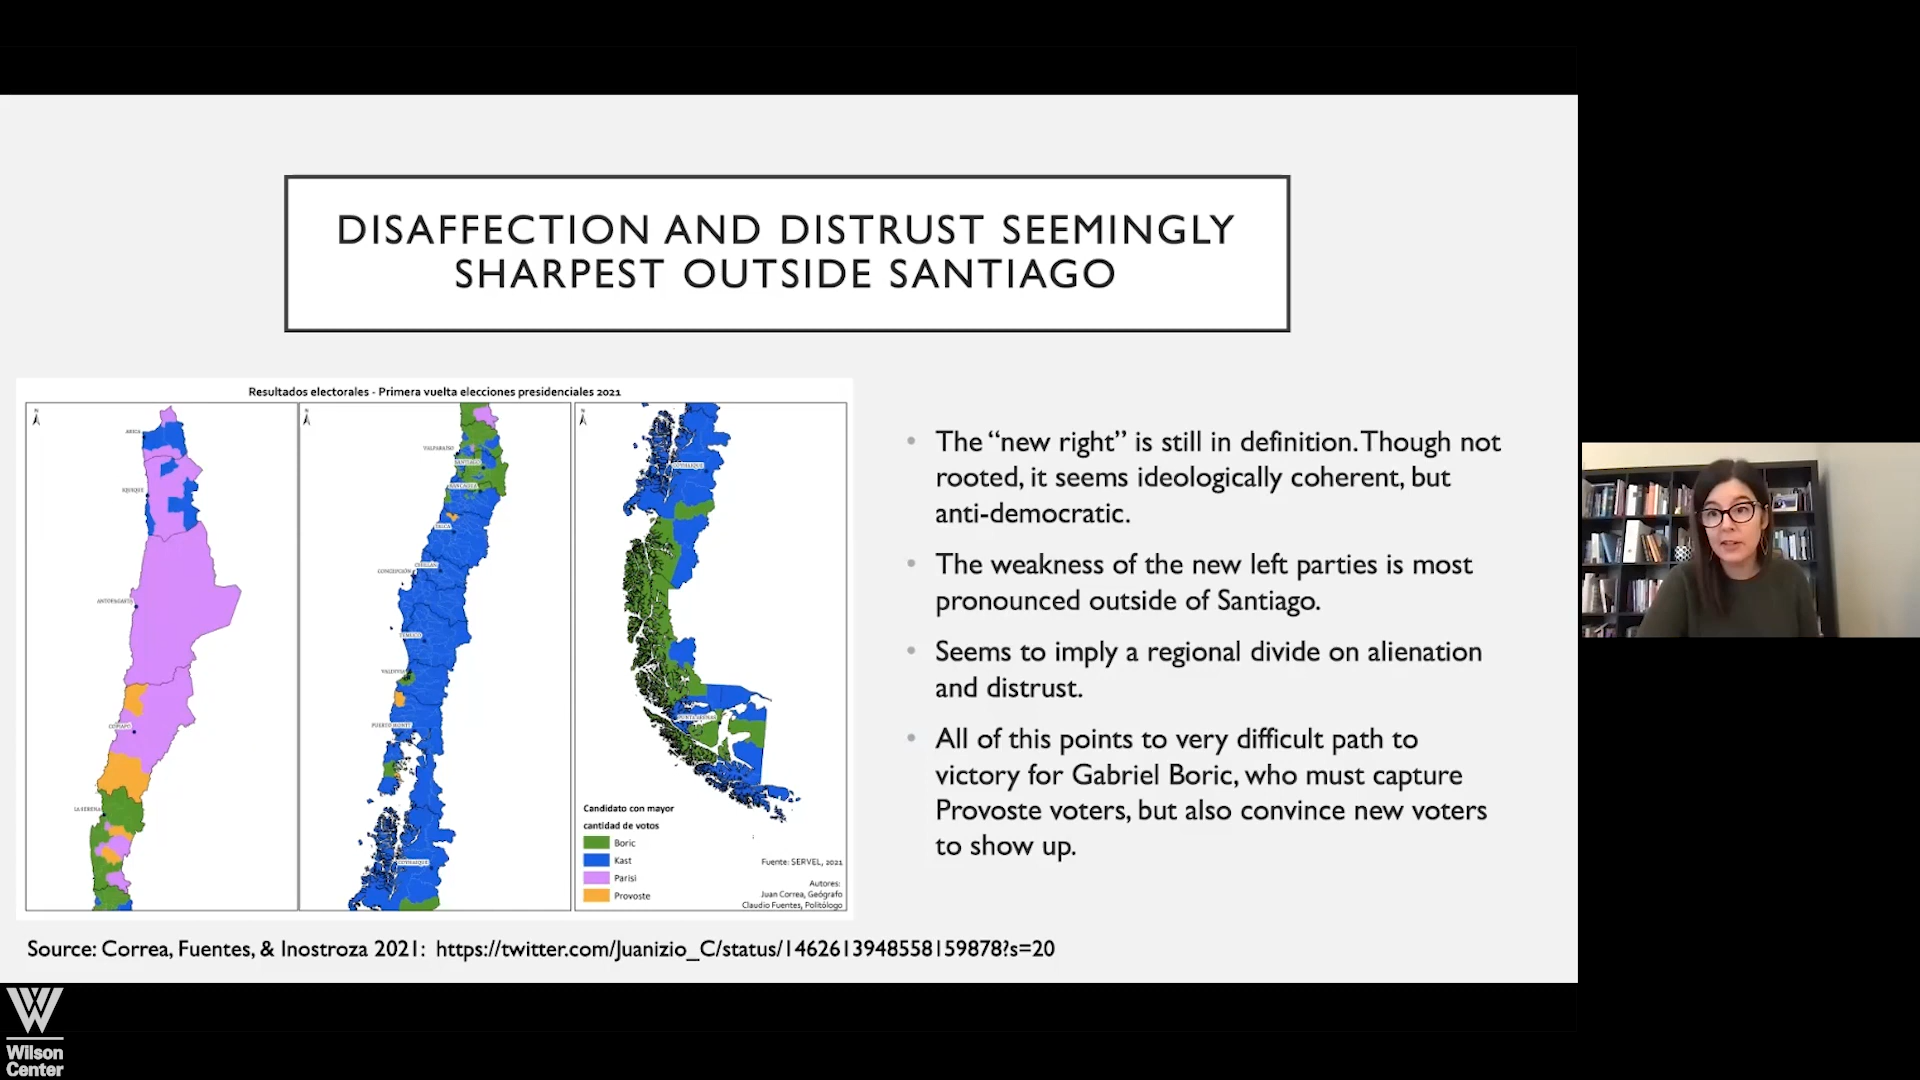 DISAFFECTION AND DISTRUST SEEMINGLY
SHARPEST OUTSIDE SANTIAGO
Resultados electorales - Primera vuelta elecciones presidenciales 2021
N
N
N
ARICA
IQUIQUE
ANTOFAGASTA
COPIAPÓ
LA SERENA
VALPARAÍSO
SANTIAGO
RANCAGUA
TALCA
CHILLÁN
CONCEPCIÓN
TEMUCO
VALDIVIA
PUERTO MONTT
COYHAIQUE
COYHAIQUE
PUNTA ARENAS
Candidato con mayor
cantidad de votos
Boric
Kast
Parisi
Provoste
Fuente: SERVEL, 2021
Autores:
Juan Correa, Geógrafo
Claudio Fuentes, Politólogo
• The “new right” is still in definition. Though not
rooted, it seems ideologically coherent, but
anti-democratic.
• The weakness of the new left parties is most
pronounced outside of Santiago.
• Seems to imply a regional divide on alienation
and distrust.
• All of this points to very difficult path to
victory for Gabriel Boric, who must capture
Provoste voters, but also convince new voters
to show up.
Source: Correa, Fuentes, & Inostroza 2021: https://twitter.com/Juanizio_C/status/1462613948558159878?s=20
W
Wilson
Center